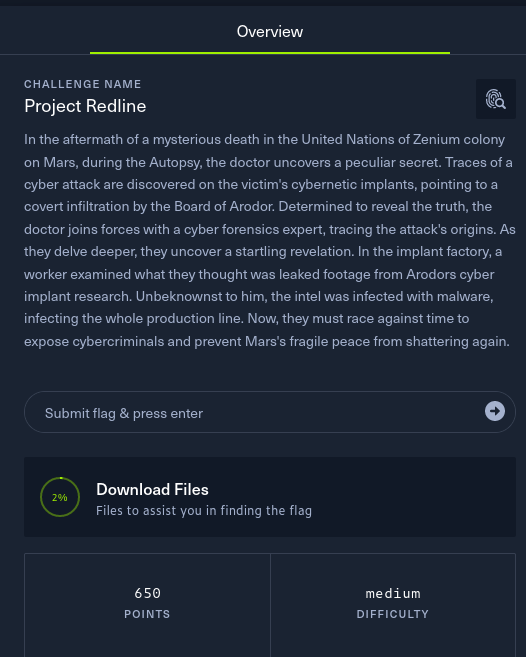 Overview
CHALLENGE NAME
Project Redline
In the aftermath of a mysterious death in the United Nations of Zenium colony
on Mars, during the Autopsy, the doctor uncovers a peculiar secret. Traces of a
cyber attack are discovered on the victim's cybernetic implants, pointing to a
covert infiltration by the Board of Arodor. Determined to reveal the truth, the
doctor joins forces with a cyber forensics expert, tracing the attack's origins. As
they delve deeper, they uncover a startling revelation. In the implant factory, a
worker examined what they thought was leaked footage from Arodors cyber
implant research. Unbeknownst to him, the intel was infected with malware,
infecting the whole production line. Now, they must race against time to
expose cybercriminals and prevent Mars's fragile peace from shattering again.
Submit flag & press enter
2%
Download Files
Files to assist you in finding the flag
650
POINTS
medium
DIFFICULTY